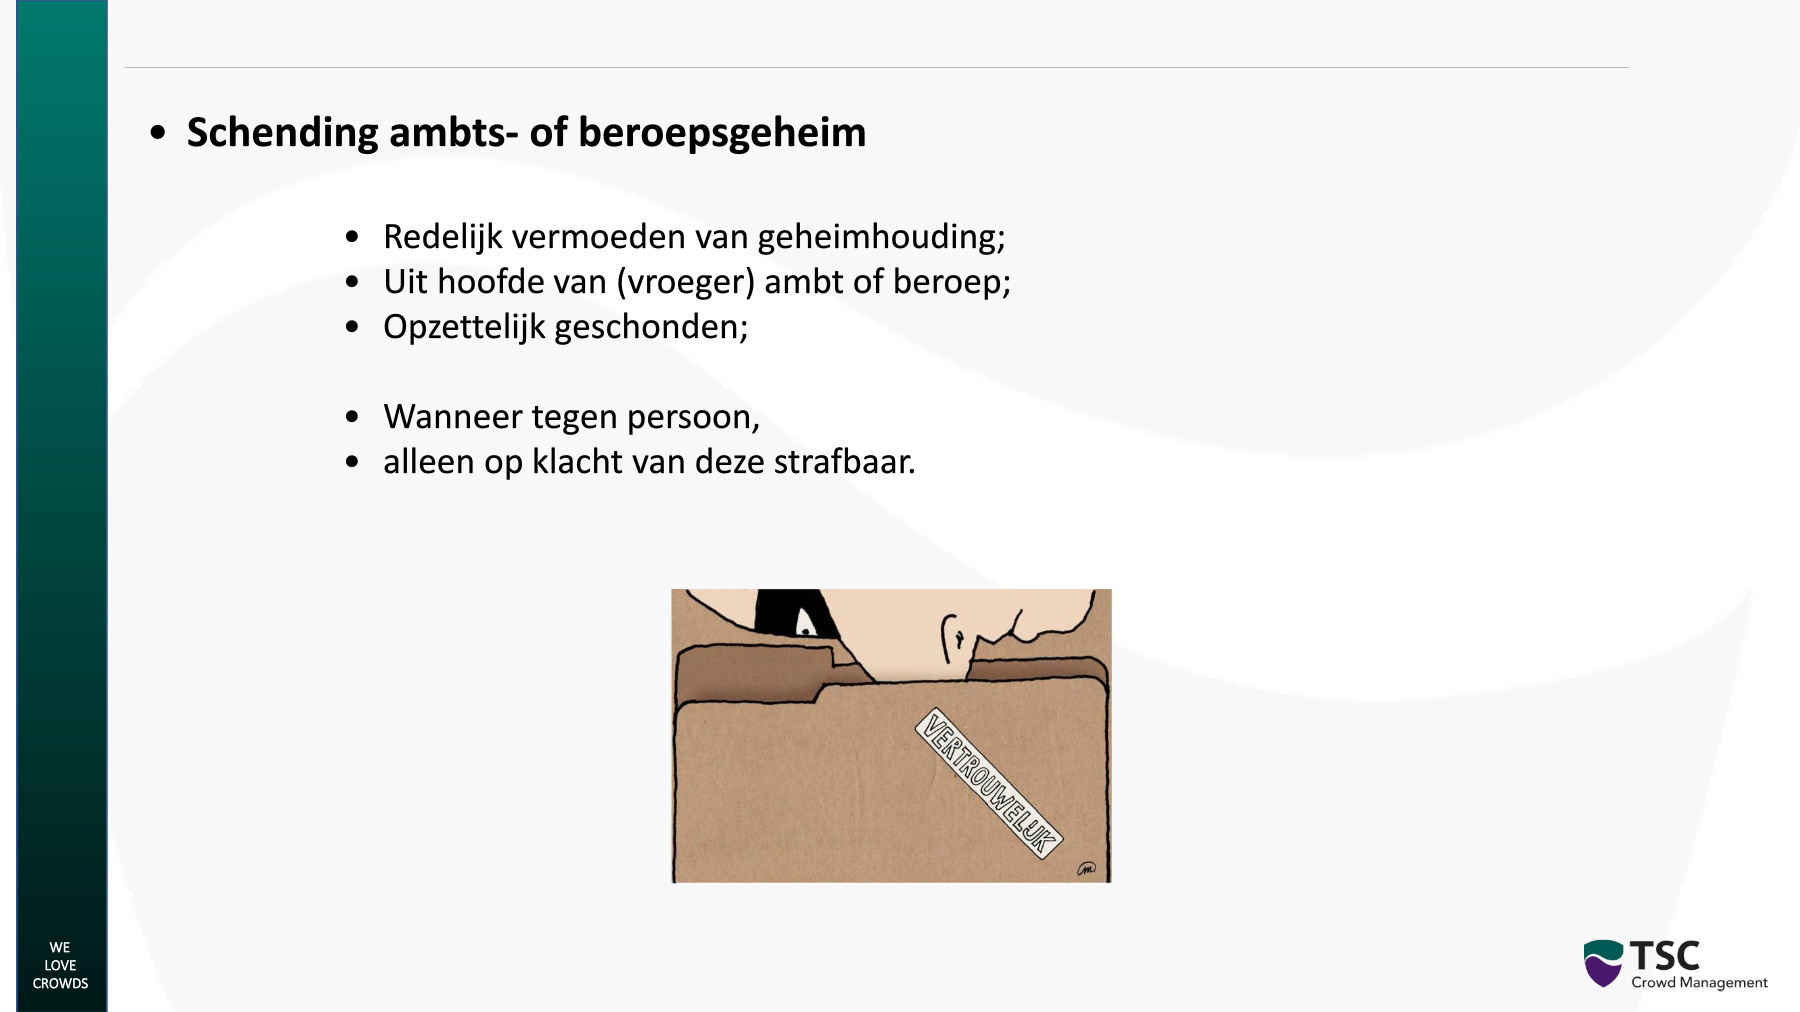 • Schending ambts- of beroepsgeheim
• Redelijk vermoeden van geheimhouding;
• Uit hoofde van (vroeger) ambt of beroep;
• Opzettelijk geschonden;
• Wanneer tegen persoon,
• alleen op klacht van deze strafbaar.
VERTROUWELIJK
WE
LOVE
CROWDS
TSC
Crowd Management